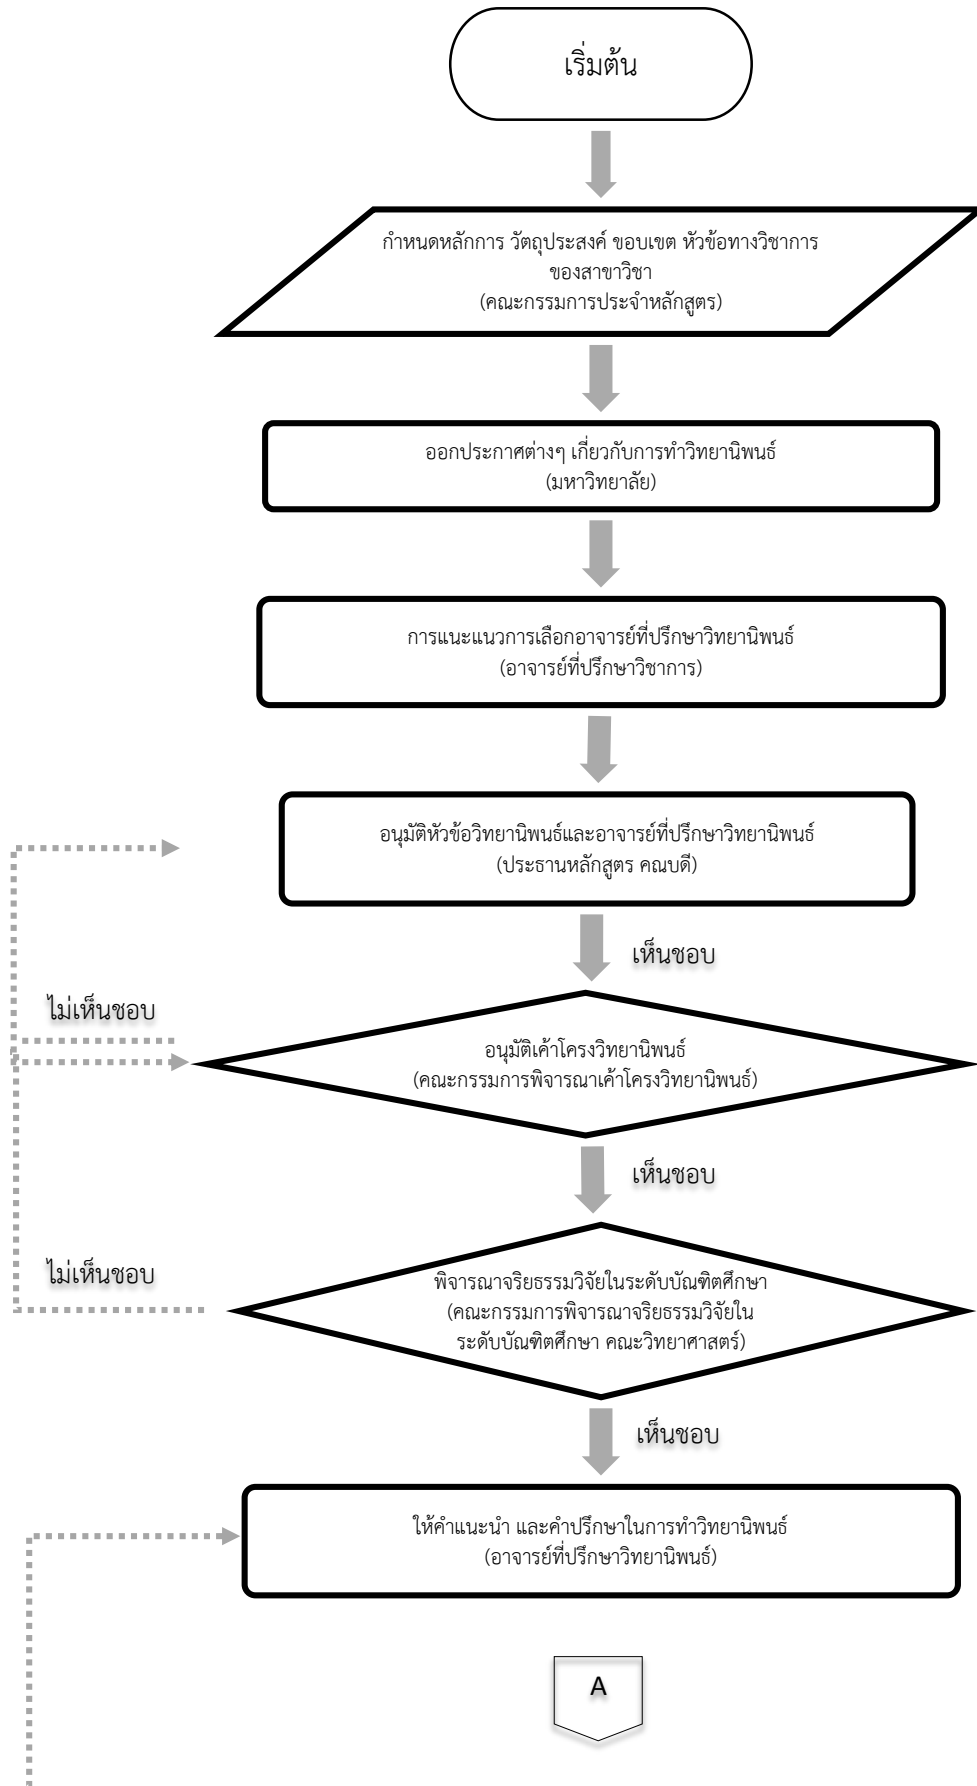 เริ่มต้น
กำหนดหลักการ วัตถุประสงค์ ขอบเขต หัวข้อทางวิชาการ
ของสาขาวิชา
(คณะกรรมการประจำหลักสูตร)
ออกประกาศต่างๆ เกี่ยวกับการทำวิทยานิพนธ์
(มหาวิทยาลัย)
การแนะแนวการเลือกอาจารย์ที่ปรึกษาวิทยานิพนธ์
(อาจารย์ที่ปรึกษาวิชาการ)
อนุมัติหัวข้อวิทยานิพนธ์และอาจารย์ที่ปรึกษาวิทยานิพนธ์
(ประธานหลักสูตร คณบดี)
เห็นชอบ
ไม่เห็นชอบ
อนุมัติเค้าโครงวิทยานิพนธ์
(คณะกรรมการพิจารณาเค้าโครงวิทยานิพนธ์)
เห็นชอบ
ไม่เห็นชอบ
พิจารณาจริยธรรมวิจัยในระดับบัณฑิตศึกษา
(คณะกรรมการพิจารณาจริยธรรมวิจัยใน
ระดับบัณฑิตศึกษา คณะวิทยาศาสตร์)
เห็นชอบ
ให้คำแนะนำ และคำปรึกษาในการทำวิทยานิพนธ์
(อาจารย์ที่ปรึกษาวิทยานิพนธ์)
A